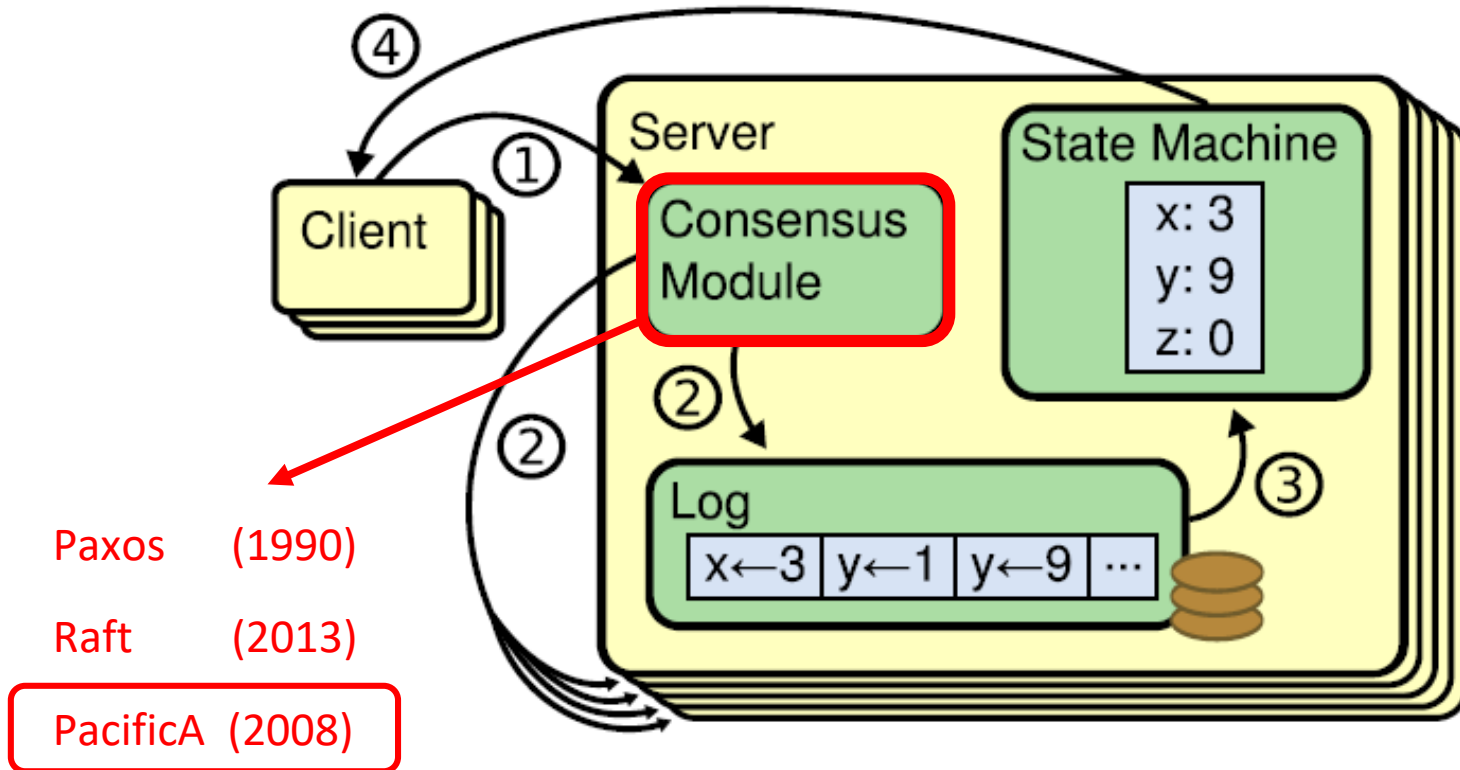 ④
①
Client
Server
Consensus
Module
State Machine
x: 3
y: 9
z: 0
②
②
③
Log
x←3 y←1 y←9 ...
Paxos (1990)
Raft (2013)
PacificA (2008)